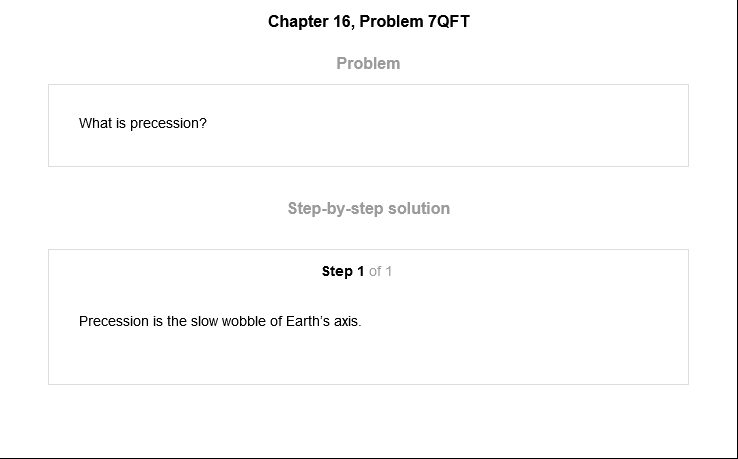 Chapter 16, Problem 7QFT
Problem
What is precession?
Step-by-step solution
Step 1 of 1
Precession is the slow wobble of Earth’s axis.